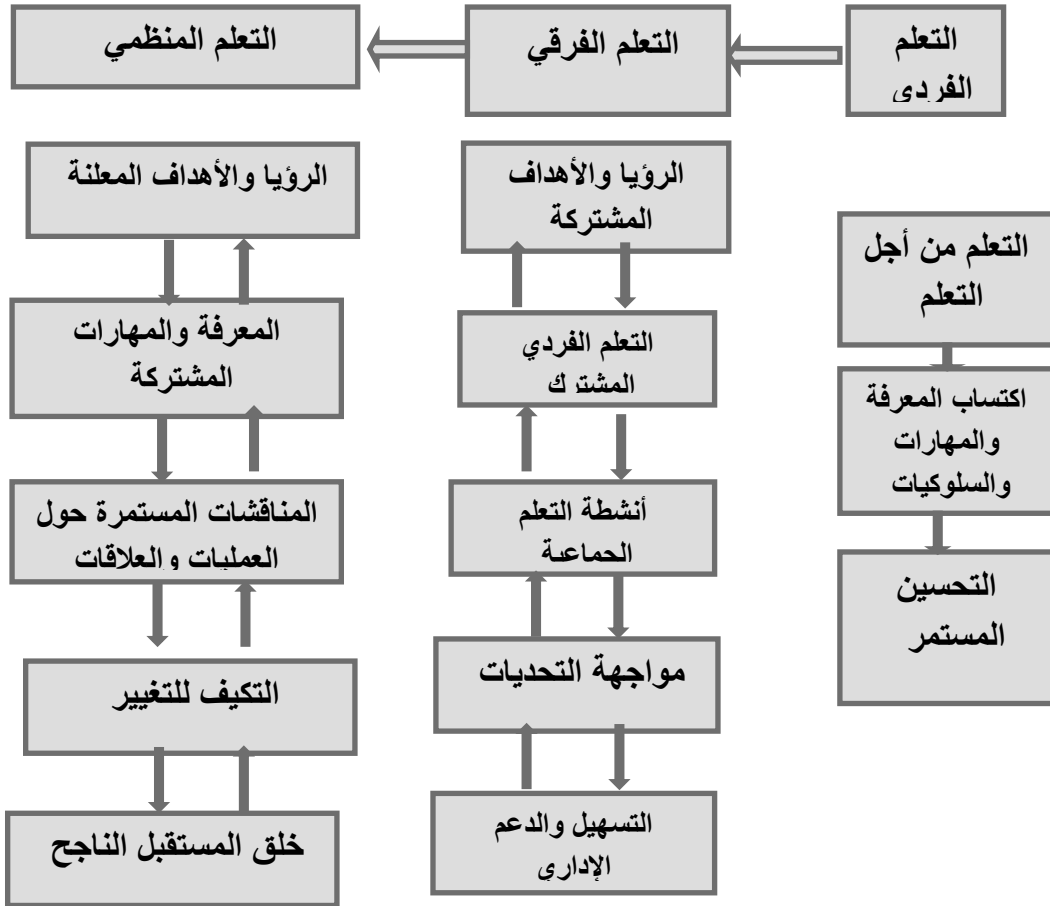 التعلم
الفردي
التعلم الفرقي
التعلم المنظمي
التعلم من أجل
التعلم
اكتساب المعرفة
والمهارات
والسلوكيات
التحسين
المستمر
الرؤيا والأهداف
المشتركة
التعلم الفردي
المشترك
أنشطة التعلم
الجماعية
مواجهة التحديات
التسهيل والدعم
الإداري
الرؤيا والأهداف المعلنة
المعرفة والمهارات
المشتركة
المناقشات المستمرة حول
العمليات والعلاقات
التكيف للتغيير
خلق المستقبل الناجح